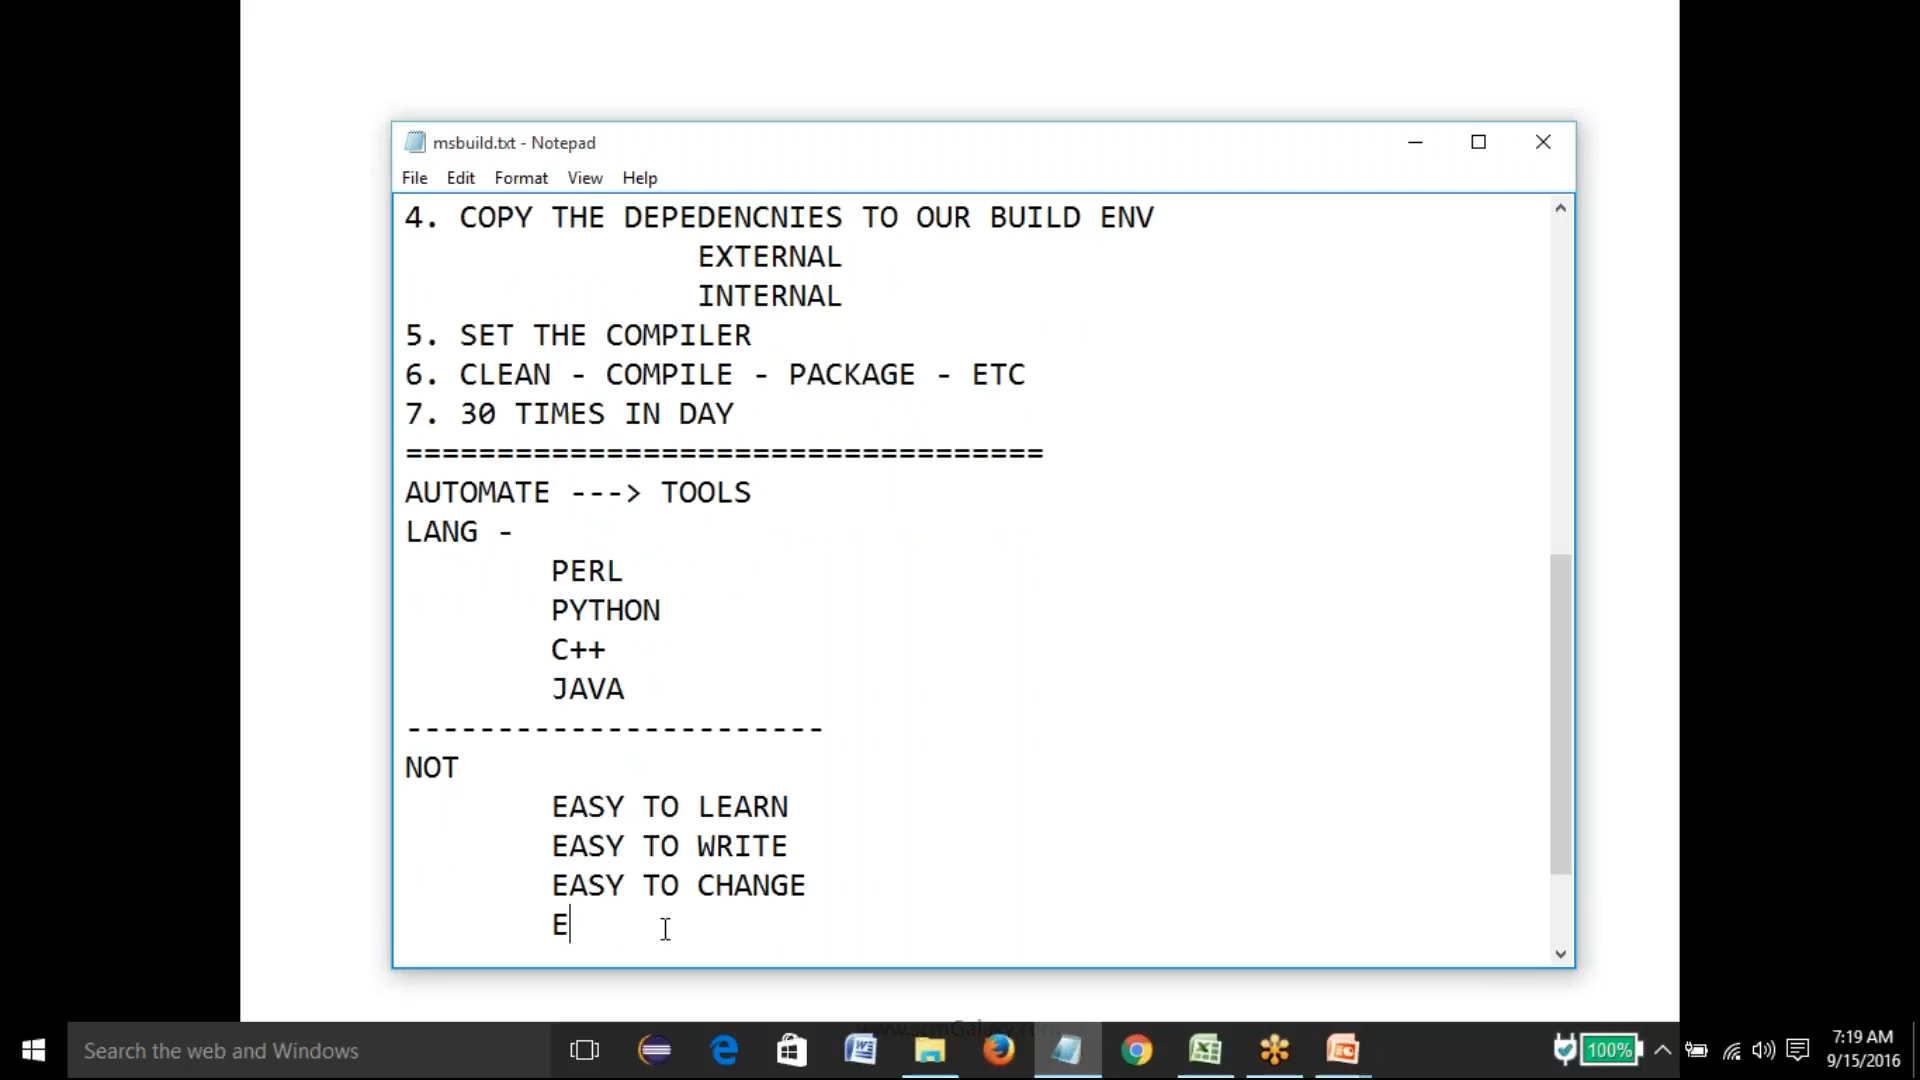 msbuild.txt - Notepad
File Edit Format View Help
4. COPY THE DEPEDENCNIES TO OUR BUILD ENV
EXTERNAL
INTERNAL
5. SET THE COMPILER
6. CLEAN - COMPILE - PACKAGE - ETC
7. 30 TIMES IN DAY
===================================
AUTOMATE ---> TOOLS
LANG -
PERL
PYTHON
C++
JAVA
-----------------------
NOT
EASY TO LEARN
EASY TO WRITE
EASY TO CHANGE
E
www.scmGalaxy.com
Search the web and Windows
100%
7:19 AM
9/15/2016